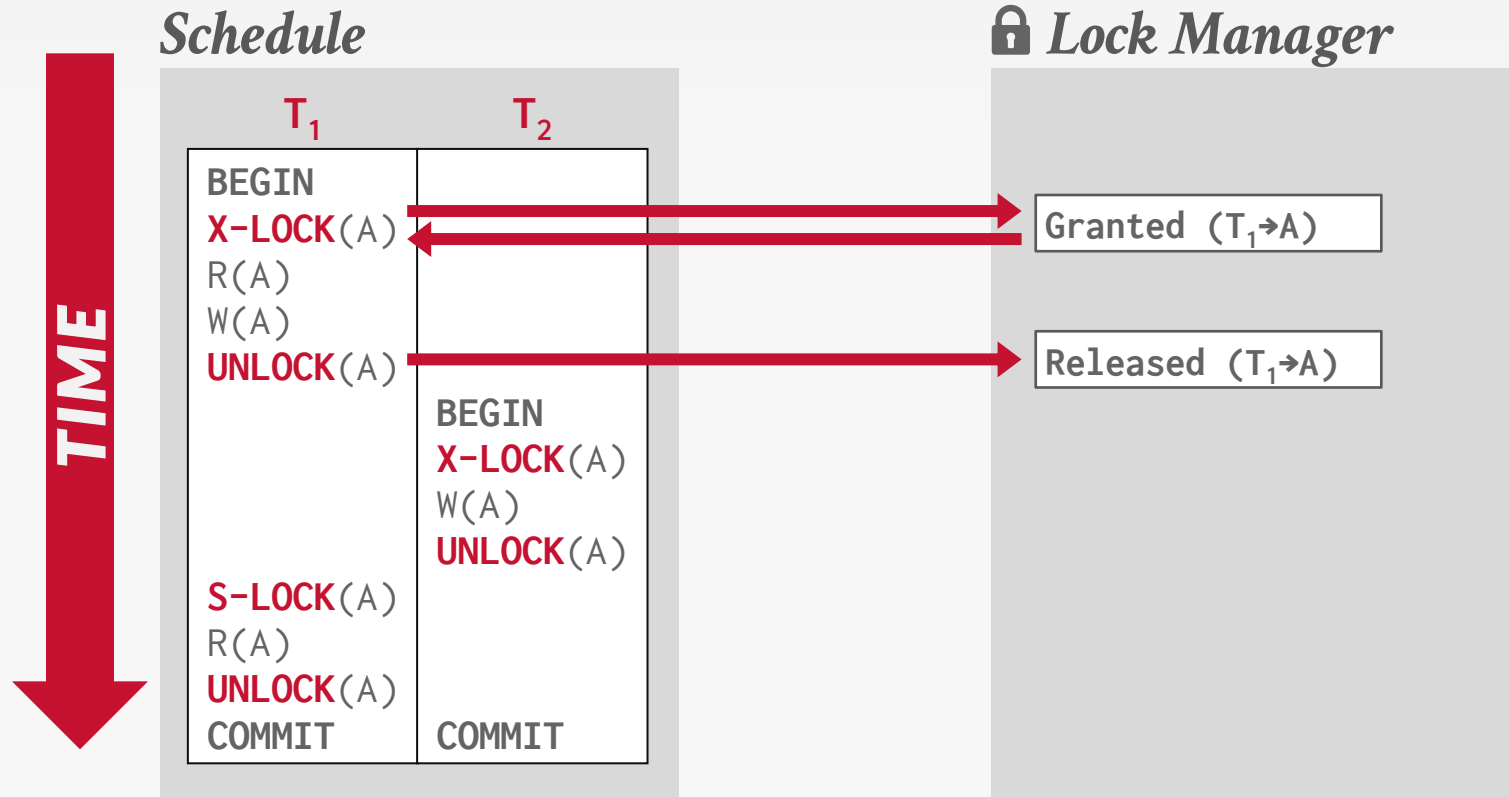 Schedule
Lock Manager
TIME
T₁ T₂
BEGIN
X-LOCK(A)
Granted (T₁→A)
R(A)
W(A)
UNLOCK(A)
Released (T₁→A)
BEGIN
X-LOCK(A)
W(A)
UNLOCK(A)
S-LOCK(A)
R(A)
UNLOCK(A)
COMMIT COMMIT